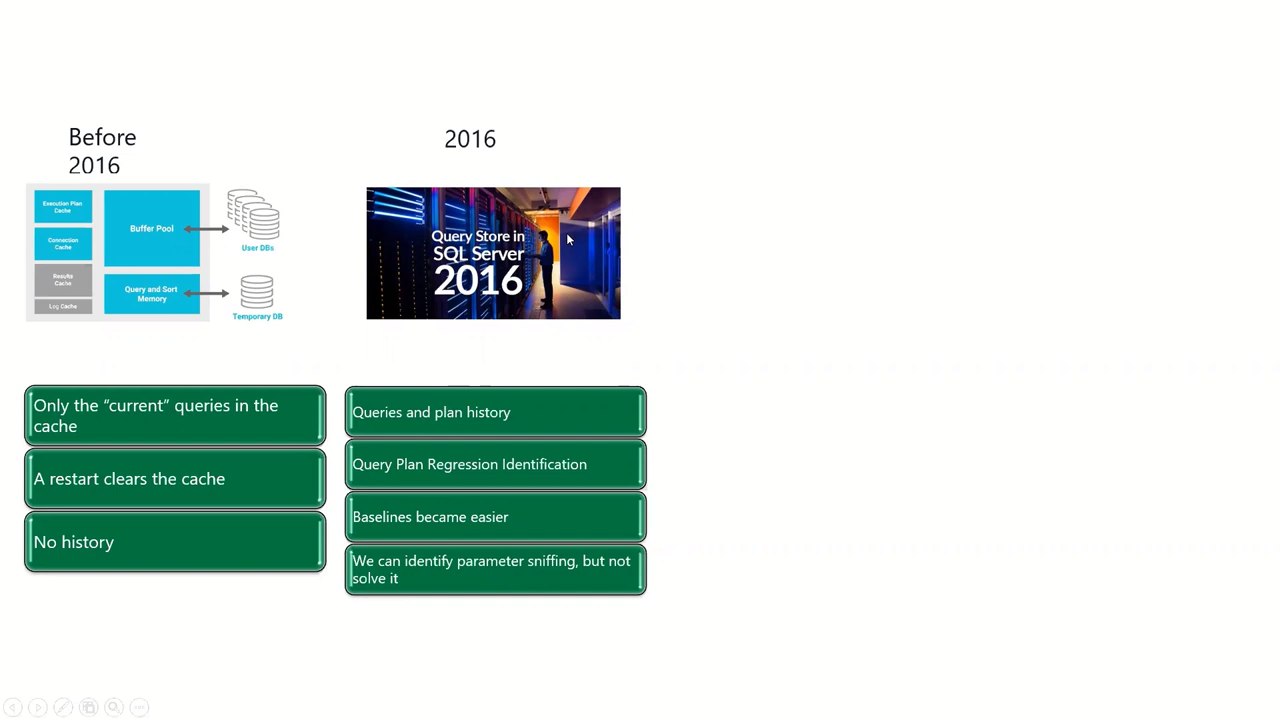 Before
2016
Execution Plan
Cache
Connection
Cache
Results
Cache
Log Cache
Buffer Pool
Query and Sort
Memory
User DBs
Temporary DB
Only the “current” queries in the
cache
A restart clears the cache
No history
2016
Query Store in
SQL Server
2016
Queries and plan history
Query Plan Regression Identification
Baselines became easier
We can identify parameter sniffing, but not
solve it